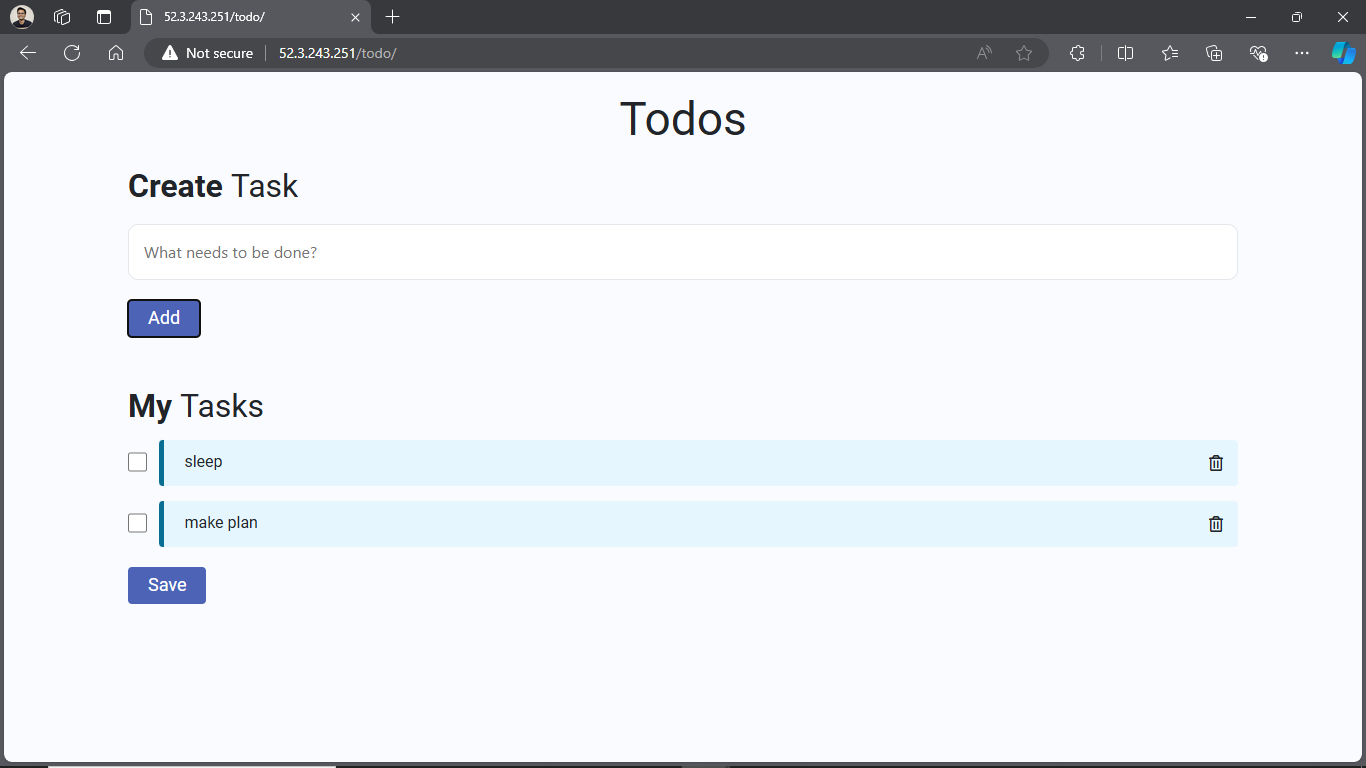 52.3.243.251/todo/
Not secure
52.3.243.251/todo/
Todos
Create Task
What needs to be done?
Add
My Tasks
sleep
make plan
Save